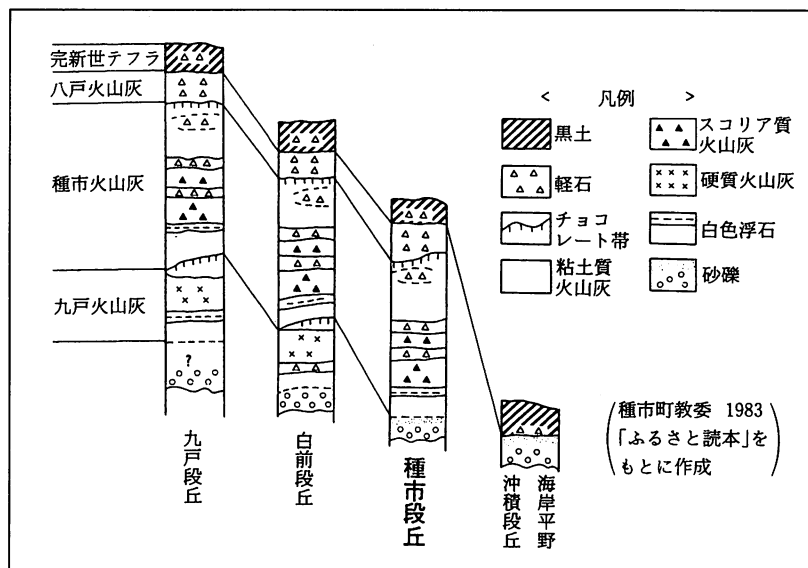 完新世テフラ
八戸火山灰
種市火山灰
九戸火山灰
?
九戸段丘
白前段丘
種市段丘
沖積段丘
海岸平野
< 凡例 >
黒土
軽石
チョコ
レート帯
粘土質
火山灰
スコリア質
火山灰
硬質火山灰
白色浮石
砂礫
種市町教委 1983
「ふるさと読本」を
もとに作成